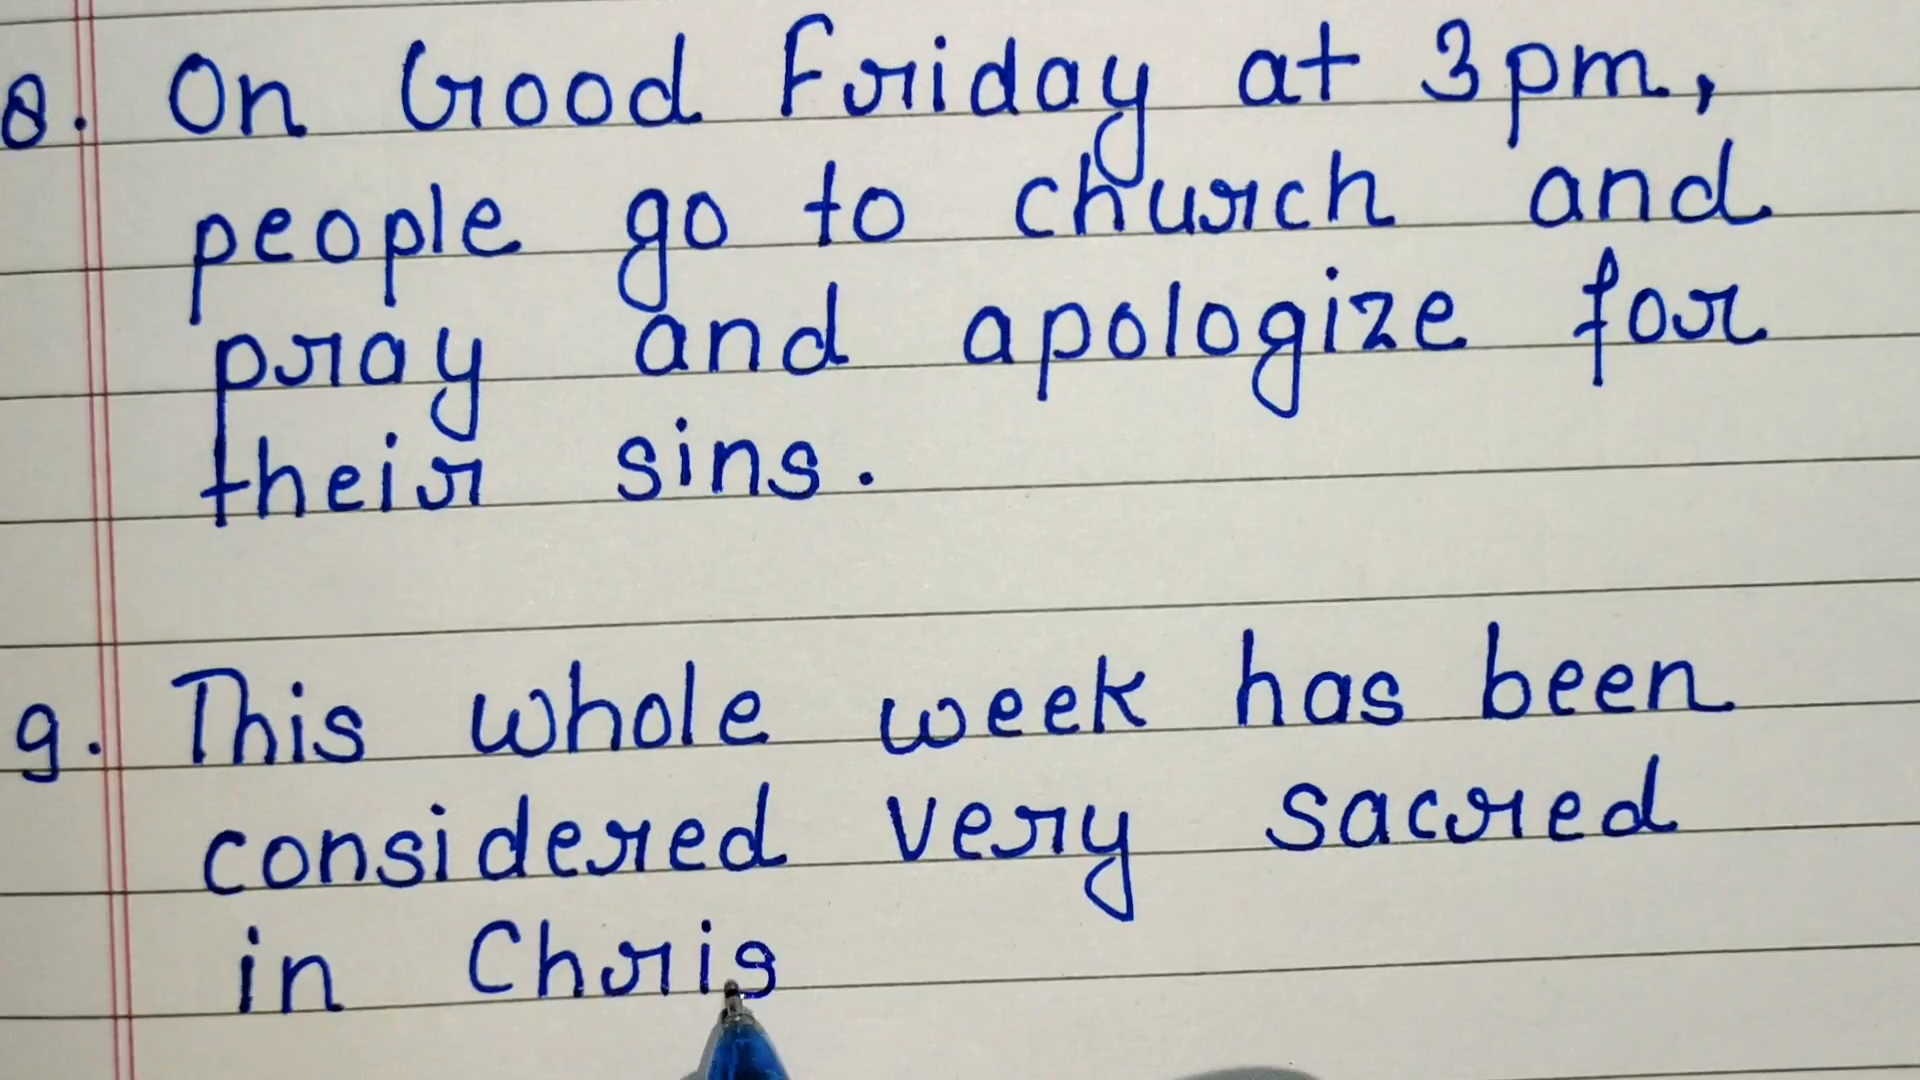 8. On Good Friday at 3pm,
people go to church and
pray and apologize for
their sins.
9. This whole week has been
considered very sacred
in Chris